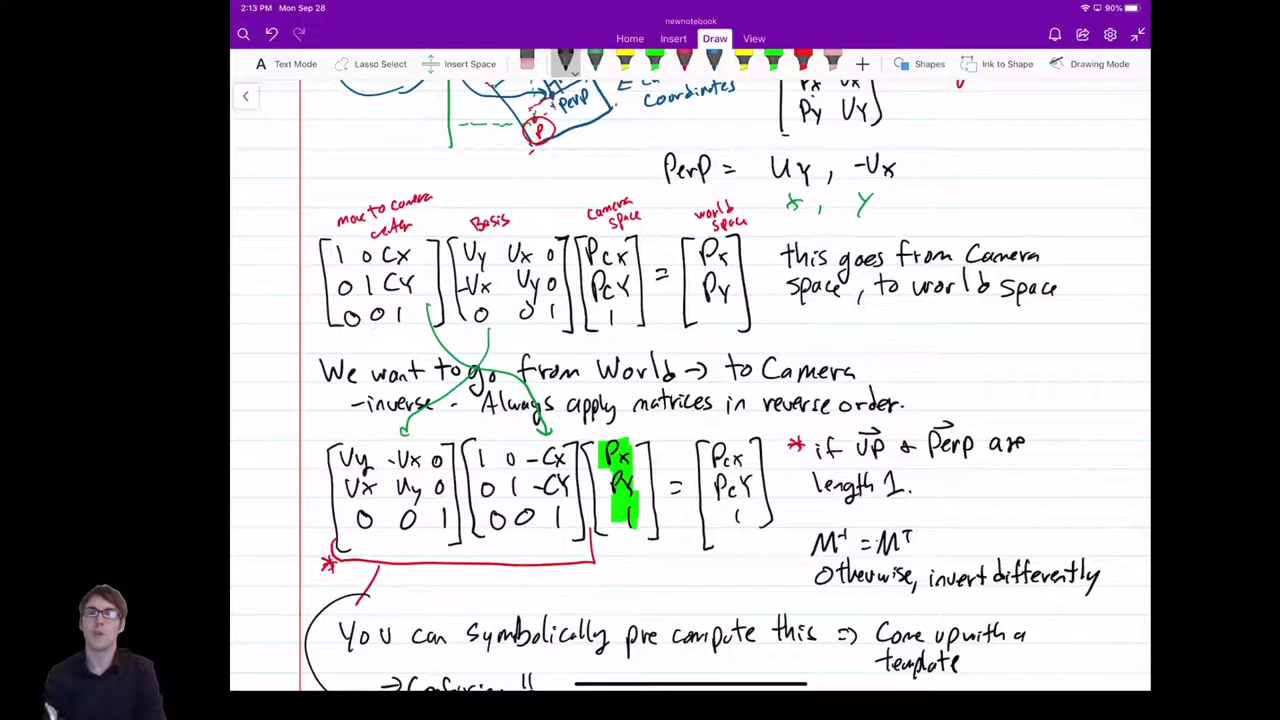 2:13 PM Mon Sep 28
90%
newnotebook
Home Insert Draw View
Text Mode Lasso Select Insert Space Shapes Ink to Shape Drawing Mode
Perp
Coordinates
P
Px Ux
PY UY
Perp = Uy, -Ux
x, y
move to camera center
Basis
camera space
world space
1 0 CX Uy Ux 0 PcX Px
0 1 CY -Ux Uy 0 PcY = PY
0 0 1 0 0 1 1
this goes from Camera
space, to world space
We want to go from World → to Camera
-inverse - Always apply matrices in reverse order.
Uy -Ux 0 1 0 -CX Px PcX
Ux Uy 0 0 1 -CY PY = PcY
0 0 1 0 0 1 1 1
* if UP & Perp are
length 1.
M⁻¹ = Mᵀ
Otherwise, invert differently
*
You can symbolically pre compute this ⇒ Come up with a
template
→ Confusing!!